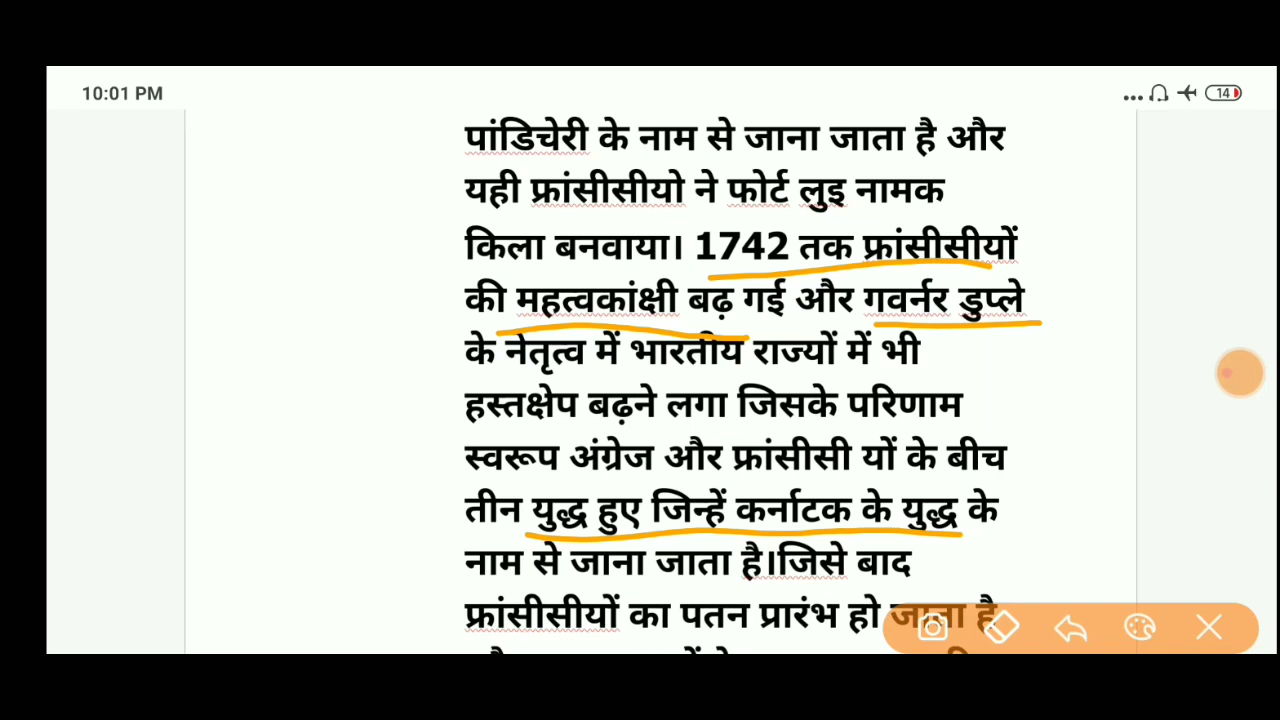 10:01 PM
14
पांडिचेरी के नाम से जाना जाता है और
यही फ्रांसीसीयो ने फोर्ट लुइ नामक
किला बनवाया। 1742 तक फ्रांसीसीयों
की महत्वकांक्षी बढ़ गई और गवर्नर डुप्ले
के नेतृत्व में भारतीय राज्यों में भी
हस्तक्षेप बढ़ने लगा जिसके परिणाम
स्वरूप अंग्रेज और फ्रांसीसी यों के बीच
तीन युद्ध हुए जिन्हें कर्नाटक के युद्ध के
नाम से जाना जाता है।जिसे बाद
फ्रांसीसीयों का पतन प्रारंभ हो जाता है